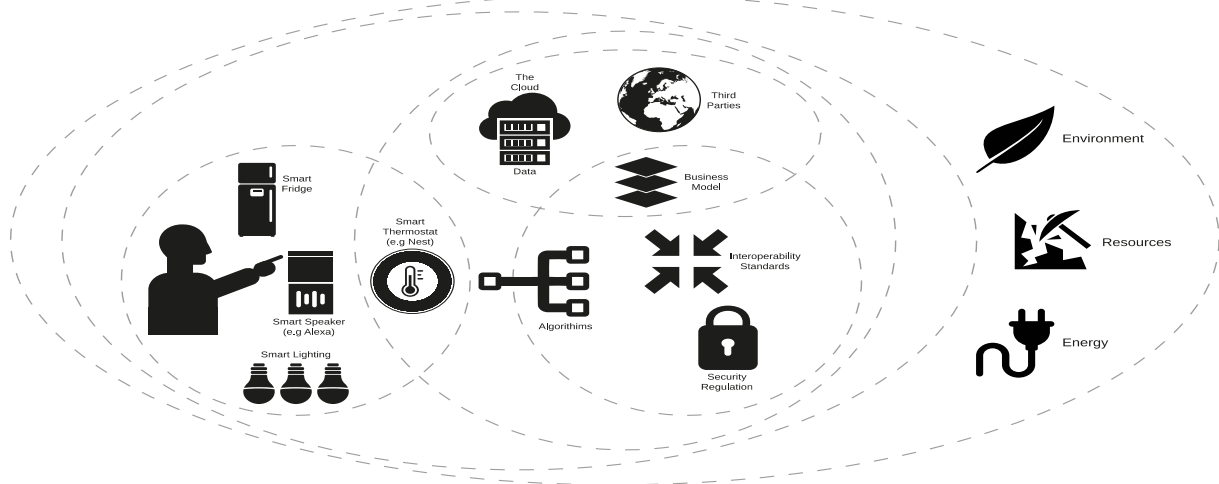 The
Cloud
Data
Third
Parties
Business
Model
Smart
Fridge
Smart
Thermostat
(e.g Nest)
Smart Speaker
(e.g Alexa)
Smart Lighting
Algorithims
Interoperability
Standards
Security
Regulation
Environment
Resources
Energy